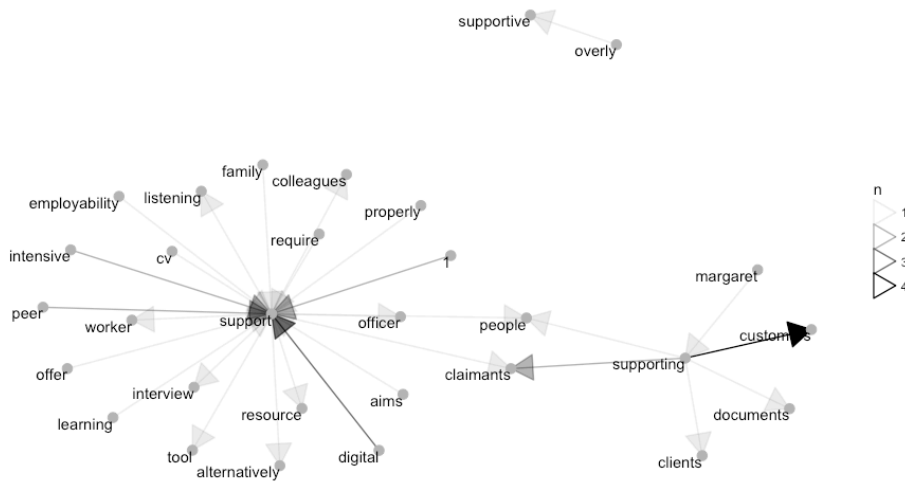 supportive
overly
family
colleagues
listening
employability
properly
require
intensive
cv
1
margaret
peer
worker
support
officer
people
customers
offer
claimants
supporting
interview
aims
resource
documents
learning
tool
digital
clients
alternatively
n
1
2
3
4